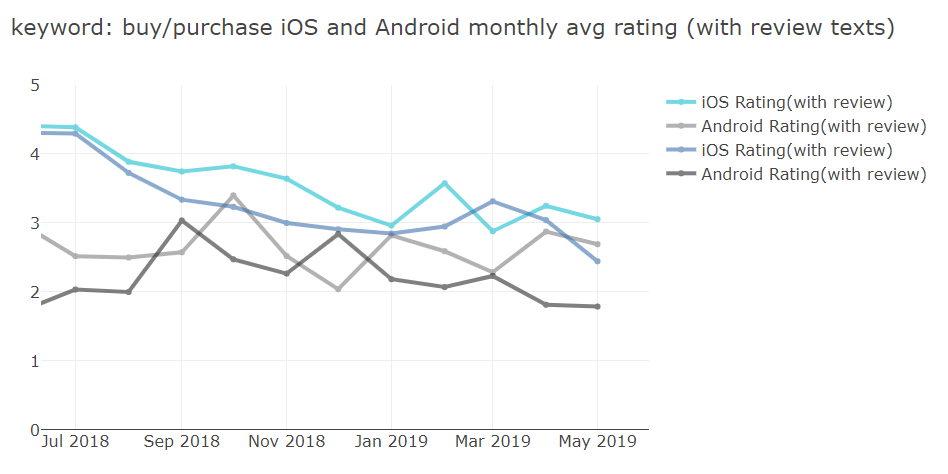 keyword: buy/purchase iOS and Android monthly avg rating (with review texts)
5
4
3
2
1
0
Jul 2018 Sep 2018 Nov 2018 Jan 2019 Mar 2019 May 2019
iOS Rating(with review)
Android Rating(with review)
iOS Rating(with review)
Android Rating(with review)